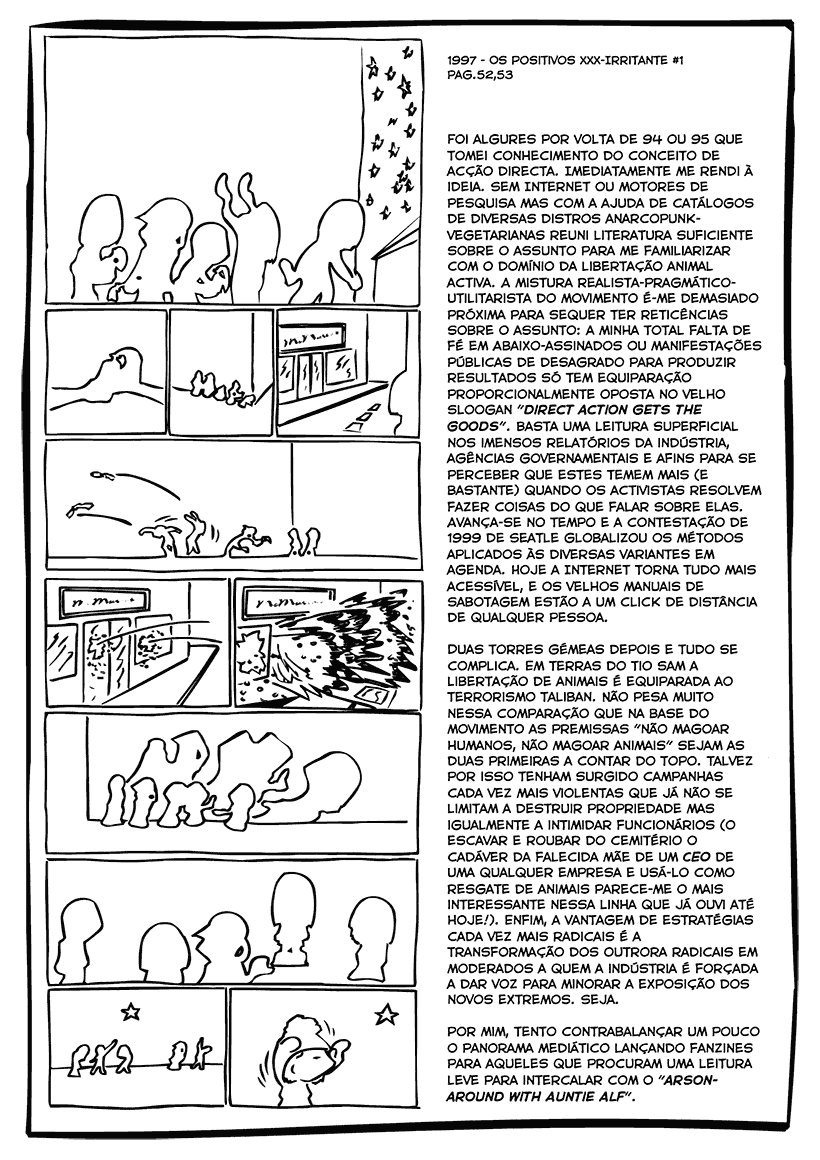 1997 - OS POSITIVOS XXX-IRRITANTE #1
PAG.52,53
FOI ALGURES POR VOLTA DE 94 OU 95 QUE
TOMEI CONHECIMENTO DO CONCEITO DE
ACÇÃO DIRECTA. IMEDIATAMENTE ME RENDI À
IDEIA. SEM INTERNET OU MOTORES DE
PESQUISA MAS COM A AJUDA DE CATÁLOGOS
DE DIVERSAS DISTROS ANARCOPUNK-
VEGETARIANAS REUNI LITERATURA SUFICIENTE
SOBRE O ASSUNTO PARA ME FAMILIARIZAR
COM O DOMÍNIO DA LIBERTAÇÃO ANIMAL
ACTIVA. A MISTURA REALISTA-PRAGMÁTICO-
UTILITARISTA DO MOVIMENTO É-ME DEMASIADO
PRÓXIMA PARA SEQUER TER RETICÊNCIAS
SOBRE O ASSUNTO: A MINHA TOTAL FALTA DE
FÉ EM ABAIXO-ASSINADOS OU MANIFESTAÇÕES
PÚBLICAS DE DESAGRADO PARA PRODUZIR
RESULTADOS SÓ TEM EQUIPARAÇÃO
PROPORCIONALMENTE OPOSTA NO VELHO
SLOOGAN "DIRECT ACTION GETS THE
GOODS". BASTA UMA LEITURA SUPERFICIAL
NOS IMENSOS RELATÓRIOS DA INDÚSTRIA,
AGÊNCIAS GOVERNAMENTAIS E AFINS PARA SE
PERCEBER QUE ESTES TEMEM MAIS (E
BASTANTE) QUANDO OS ACTIVISTAS RESOLVEM
FAZER COISAS DO QUE FALAR SOBRE ELAS.
AVANÇA-SE NO TEMPO E A CONTESTAÇÃO DE
1999 DE SEATLE GLOBALIZOU OS MÉTODOS
APLICADOS ÀS DIVERSAS VARIANTES EM
AGENDA. HOJE A INTERNET TORNA TUDO MAIS
ACESSÍVEL, E OS VELHOS MANUAIS DE
SABOTAGEM ESTÃO A UM CLICK DE DISTÂNCIA
DE QUALQUER PESSOA.
DUAS TORRES GÉMEAS DEPOIS E TUDO SE
COMPLICA. EM TERRAS DO TIO SAM A
LIBERTAÇÃO DE ANIMAIS É EQUIPARADA AO
TERRORISMO TALIBAN. NÃO PESA MUITO
NESSA COMPARAÇÃO QUE NA BASE DO
MOVIMENTO AS PREMISSAS "NÃO MAGOAR
HUMANOS, NÃO MAGOAR ANIMAIS" SEJAM AS
DUAS PRIMEIRAS A CONTAR DO TOPO. TALVEZ
POR ISSO TENHAM SURGIDO CAMPANHAS
CADA VEZ MAIS VIOLENTAS QUE JÁ NÃO SE
LIMITAM A DESTRUIR PROPRIEDADE MAS
IGUALMENTE A INTIMIDAR FUNCIONÁRIOS (O
ESCAVAR E ROUBAR DO CEMITÉRIO O
CADÁVER DA FALECIDA MÃE DE UM CEO DE
UMA QUALQUER EMPRESA E USÁ-LO COMO
RESGATE DE ANIMAIS PARECE-ME O MAIS
INTERESSANTE NESSA LINHA QUE JÁ OUVI ATÉ
HOJE!). ENFIM, A VANTAGEM DE ESTRATÉGIAS
CADA VEZ MAIS RADICAIS É A
TRANSFORMAÇÃO DOS OUTRORA RADICAIS EM
MODERADOS A QUEM A INDÚSTRIA É FORÇADA
A DAR VOZ PARA MINORAR A EXPOSIÇÃO DOS
NOVOS EXTREMOS. SEJA.
POR MIM, TENTO CONTRABALANÇAR UM POUCO
O PANORAMA MEDIÁTICO LANÇANDO FANZINES
PARA AQUELES QUE PROCURAM UMA LEITURA
LEVE PARA INTERCALAR COM O "ARSON-
AROUND WITH AUNTIE ALF".